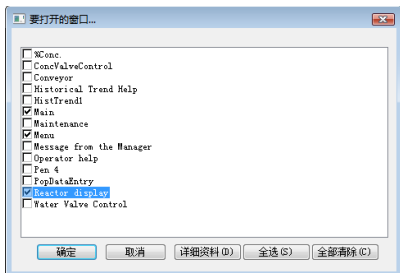 要打开的窗口...
%Conc.
ConcValveControl
Conveyor
Historical Trend Help
HistTrend1
Main
Maintenance
Menu
Message from the Manager
Operator help
Pen 4
PopDataEntry
Reactor display
Water Valve Control
确定 取消 详细资料(D) 全选(S) 全部清除(C)